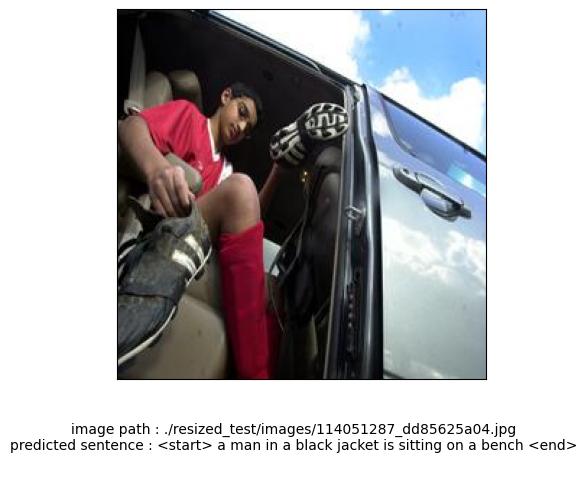 image path : ./resized_test/images/114051287_dd85625a04.jpg
predicted sentence : <start> a man in a black jacket is sitting on a bench <end>